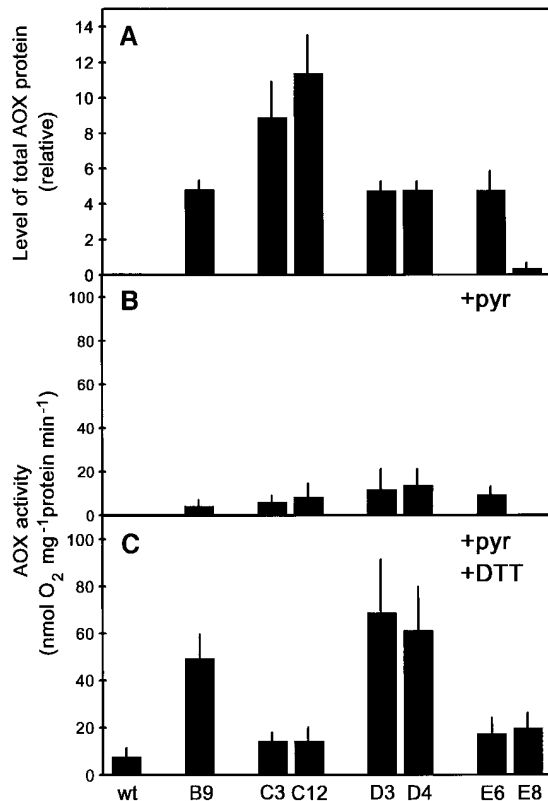 A
Level of total AOX protein
(relative)
14
12
10
8
6
4
2
0
B
+pyr
100
80
60
40
20
0
AOX activity
(nmol O2 mg-1protein min-1)
C
+pyr
+DTT
100
80
60
40
20
0
wt B9 C3 C12 D3 D4 E6 E8